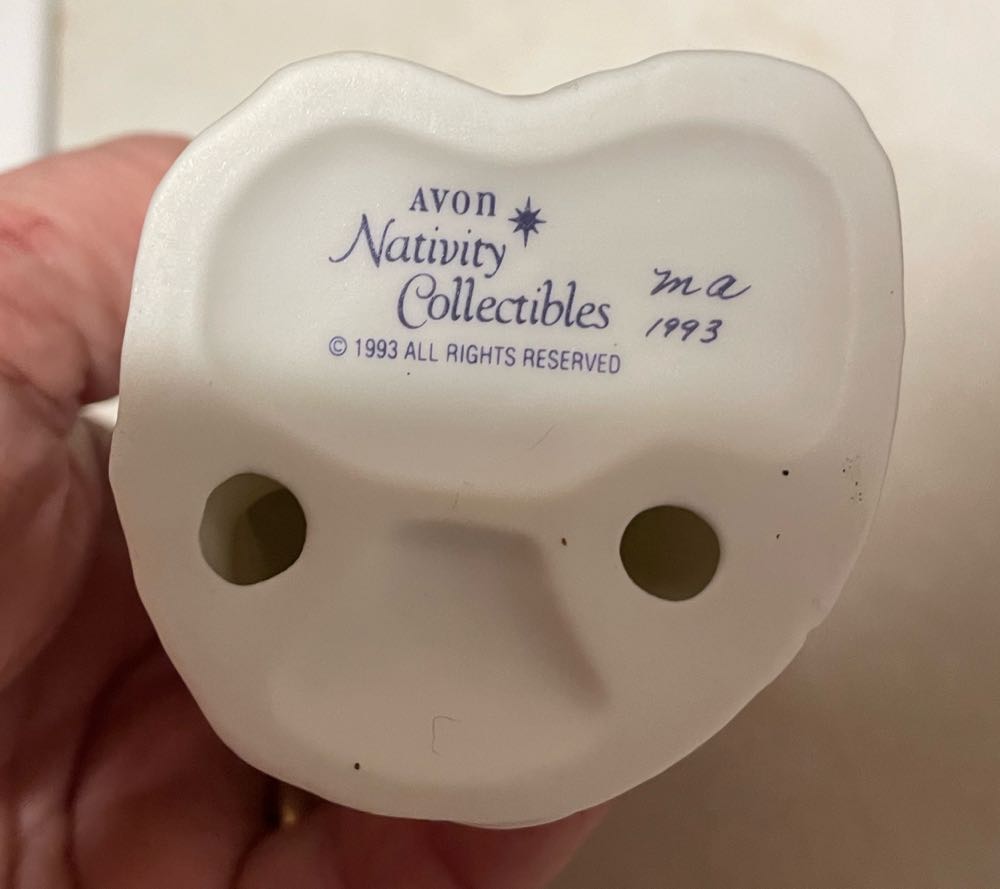 AVON
Nativity
Collectibles
© 1993 ALL RIGHTS RESERVED
ma
1993